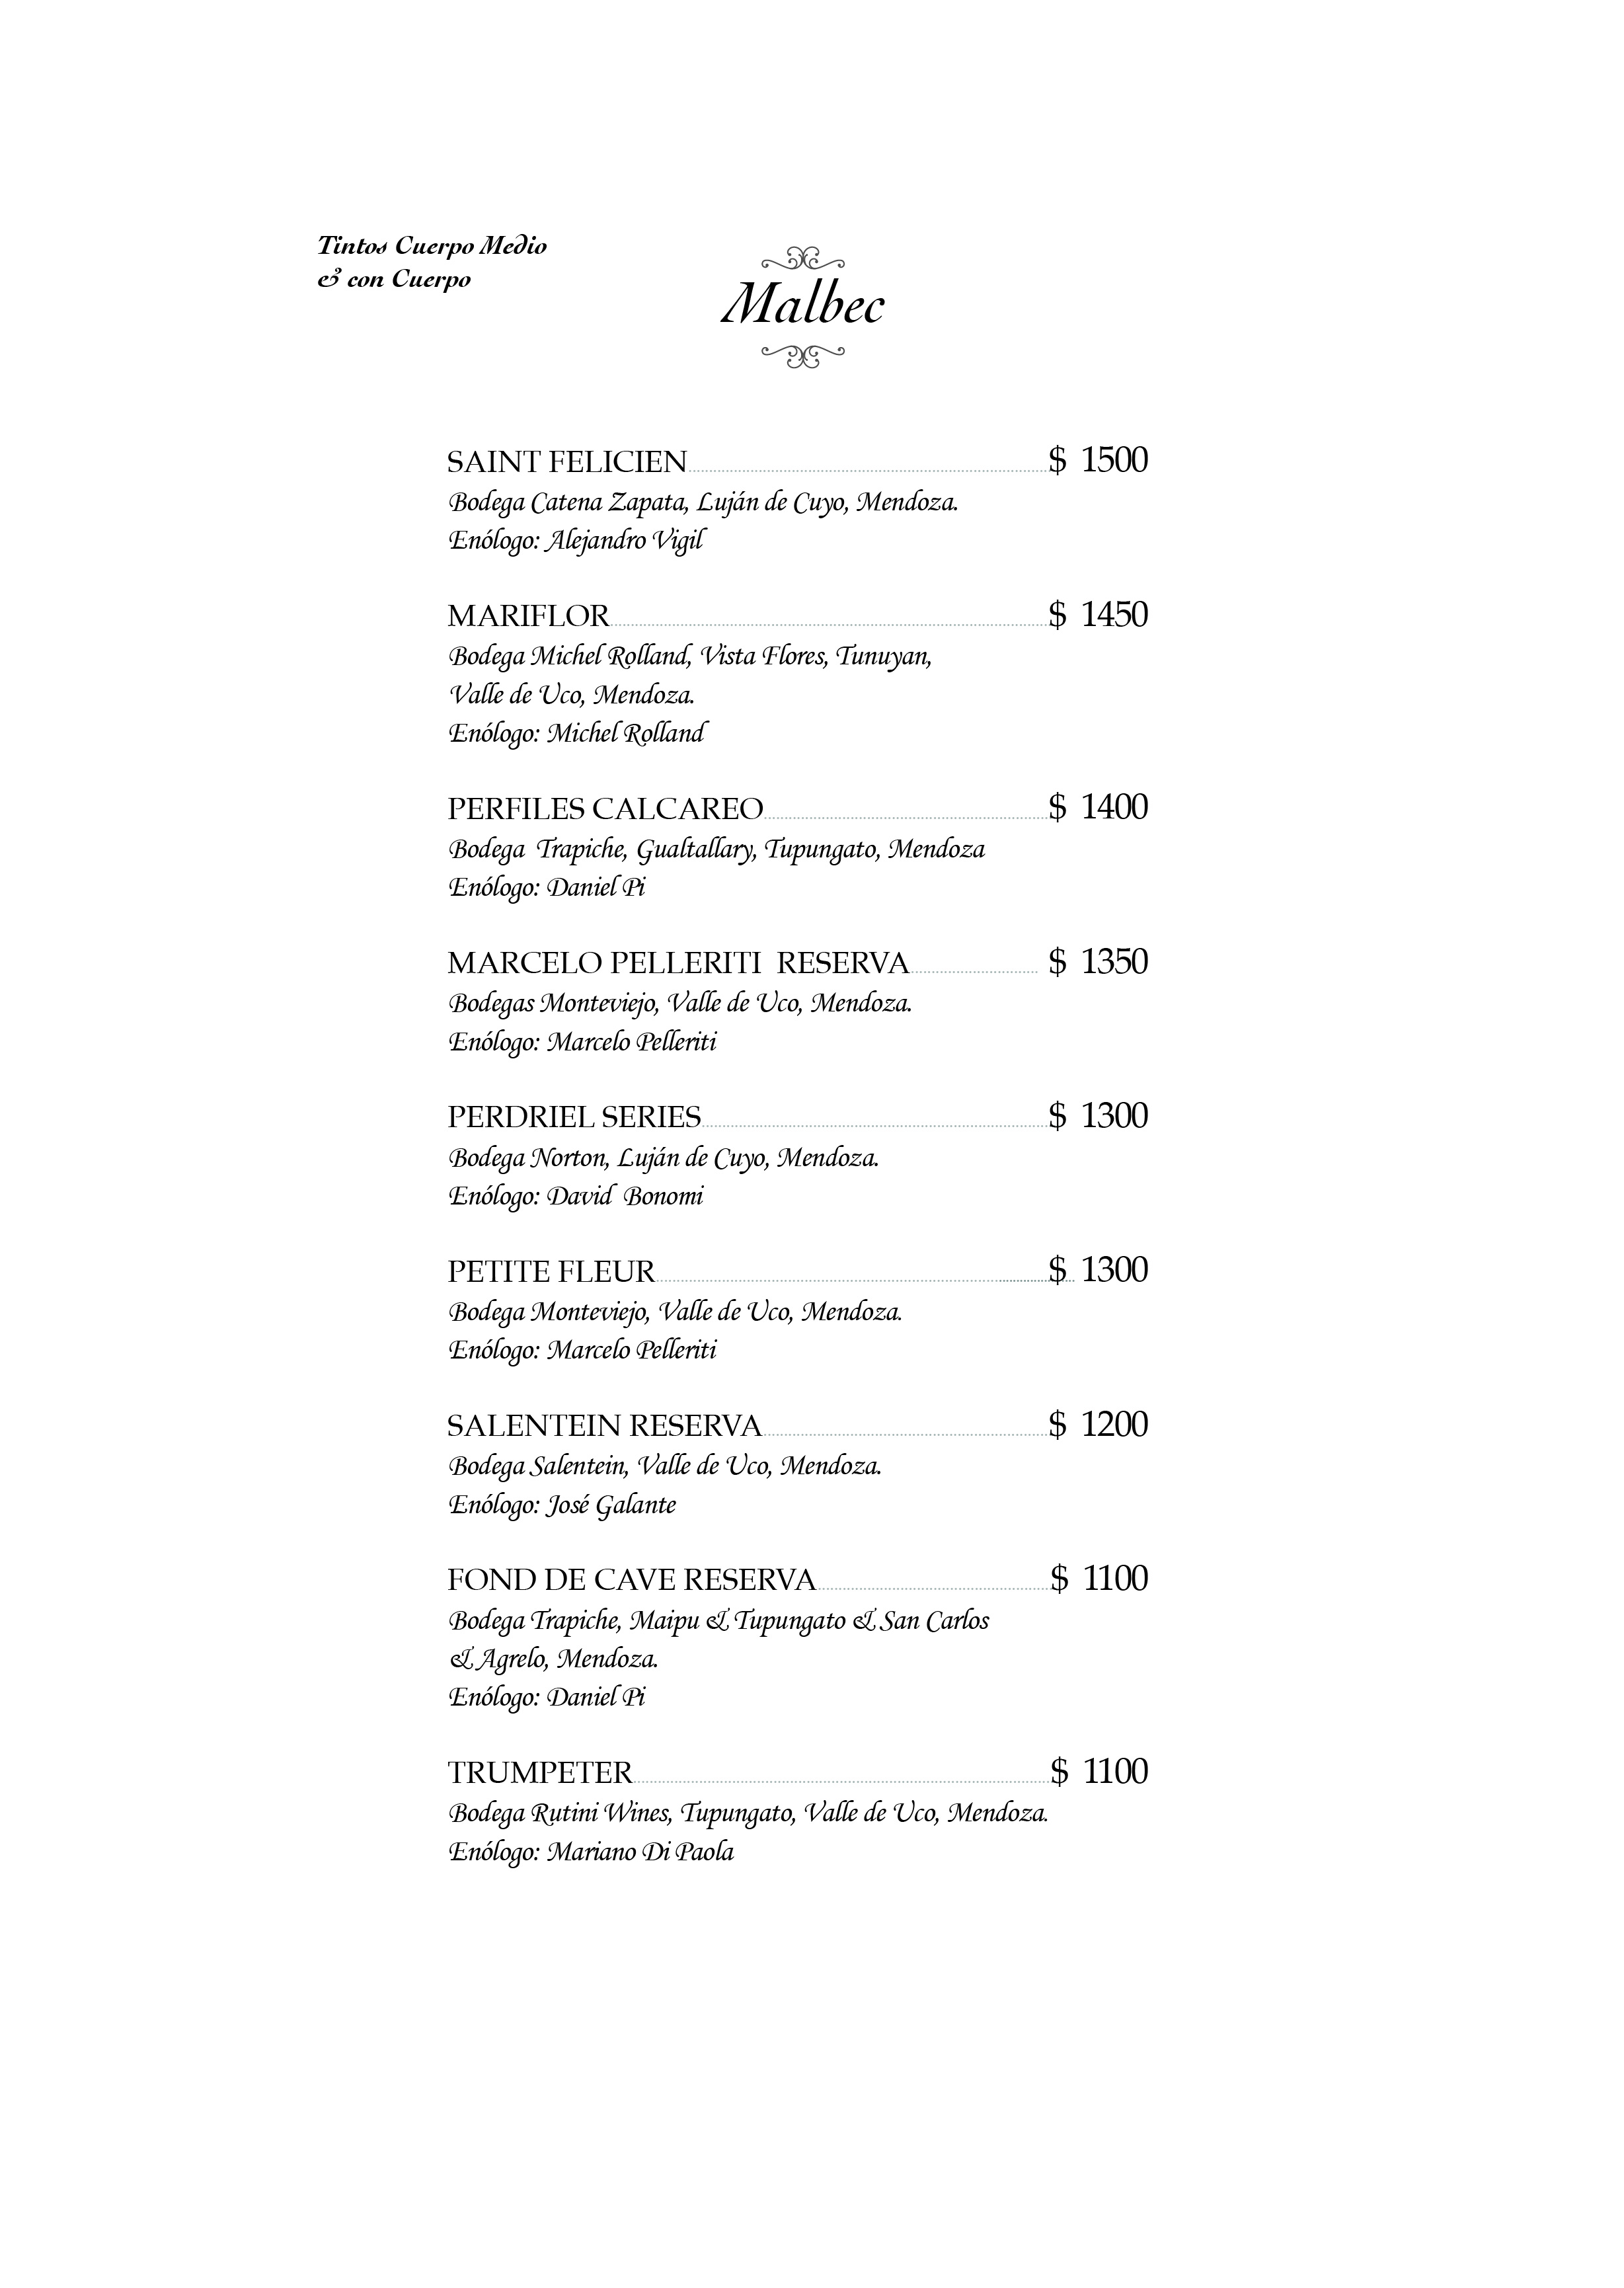 Tintos Cuerpo Medio
& con Cuerpo
Malbec
SAINT FELICIEN $ 1500
Bodega Catena Zapata, Luján de Cuyo, Mendoza.
Enólogo: Alejandro Vigil
MARIFLOR $ 1450
Bodega Michel Rolland, Vista Flores, Tunuyan,
Valle de Uco, Mendoza.
Enólogo: Michel Rolland
PERFILES CALCAREO $ 1400
Bodega Trapiche, Gualtallary, Tupungato, Mendoza
Enólogo: Daniel Pi
MARCELO PELLERITI RESERVA $ 1350
Bodegas Monteviejo, Valle de Uco, Mendoza.
Enólogo: Marcelo Pelleriti
PERDRIEL SERIES $ 1300
Bodega Norton, Luján de Cuyo, Mendoza.
Enólogo: David Bonomi
PETITE FLEUR $ 1300
Bodega Monteviejo, Valle de Uco, Mendoza.
Enólogo: Marcelo Pelleriti
SALENTEIN RESERVA $ 1200
Bodega Salentein, Valle de Uco, Mendoza.
Enólogo: José Galante
FOND DE CAVE RESERVA $ 1100
Bodega Trapiche, Maipu & Tupungato & San Carlos
& Agrelo, Mendoza.
Enólogo: Daniel Pi
TRUMPETER $ 1100
Bodega Rutini Wines, Tupungato, Valle de Uco, Mendoza.
Enólogo: Mariano Di Paola